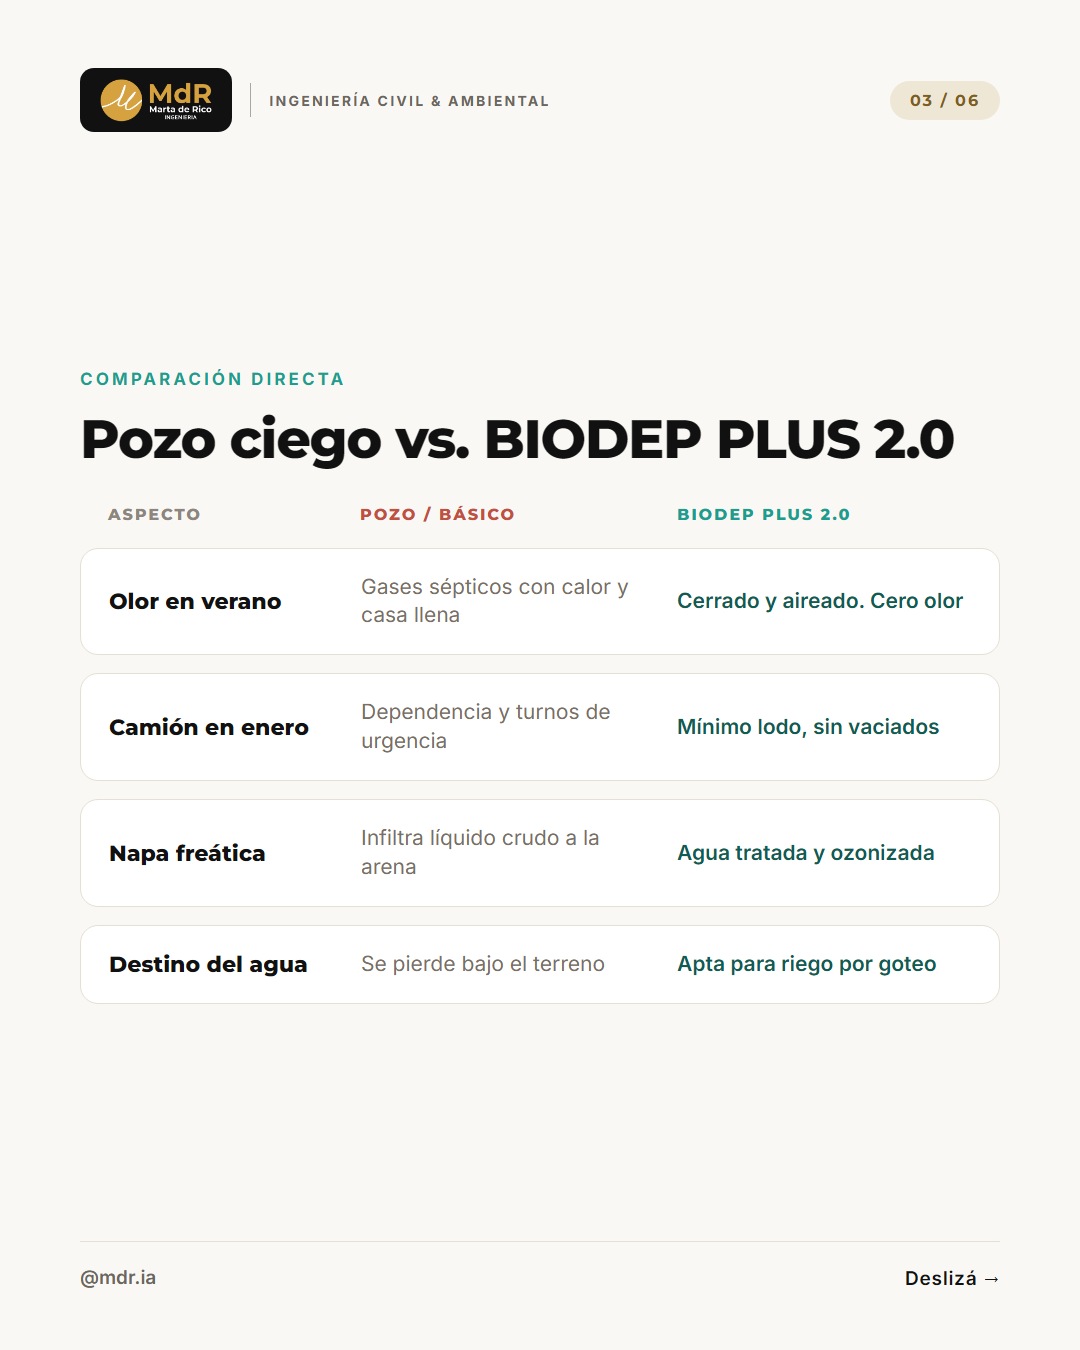 MdR
Marta de Rico
INGENIERIA
INGENIERÍA CIVIL & AMBIENTAL
03 / 06
COMPARACIÓN DIRECTA
Pozo ciego vs. BIODEP PLUS 2.0
ASPECTO
POZO / BÁSICO
BIODEP PLUS 2.0
Olor en verano
Gases sépticos con calor y
casa llena
Cerrado y aireado. Cero olor
Camión en enero
Dependencia y turnos de
urgencia
Mínimo lodo, sin vaciados
Napa freática
Infiltra líquido crudo a la
arena
Agua tratada y ozonizada
Destino del agua
Se pierde bajo el terreno
Apta para riego por goteo
@mdr.ia
Deslizá →